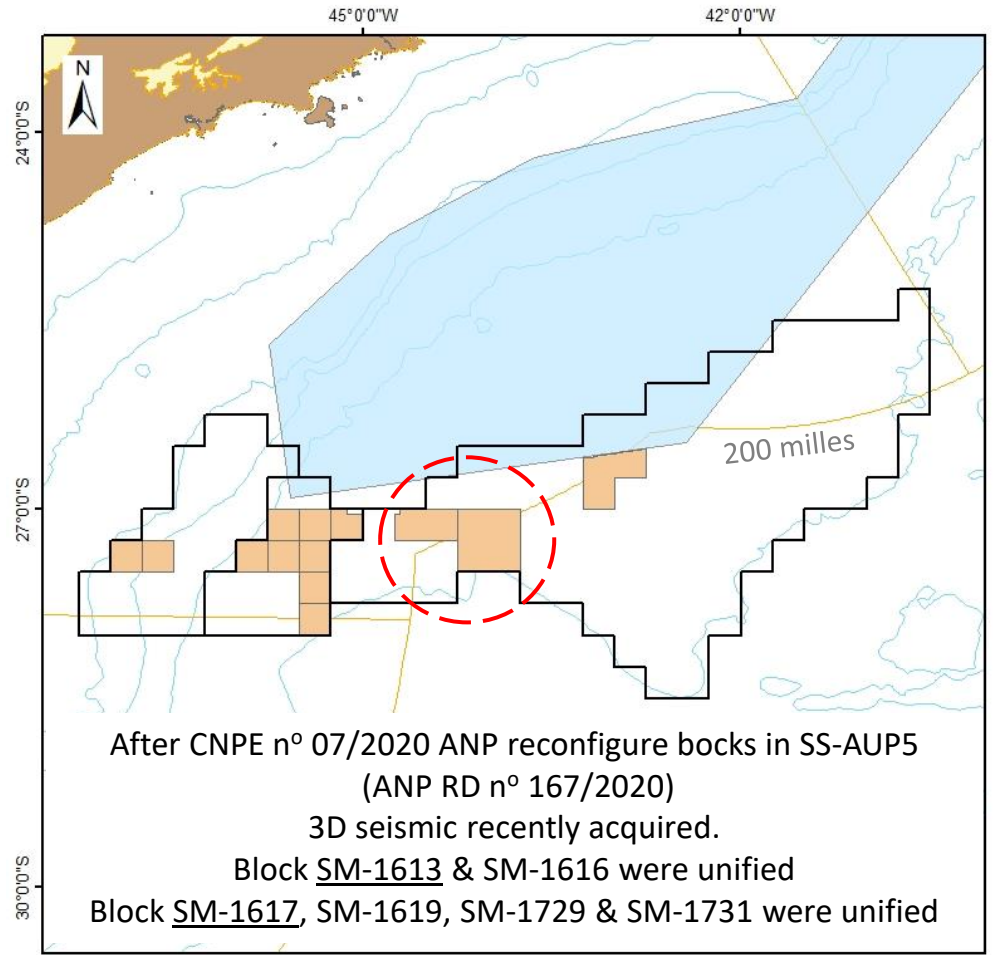 45°0'0"W
42°0'0"W
N
24°0'0"S
27°0'0"S
200 milles
After CNPE nº 07/2020 ANP reconfigure bocks in SS-AUP5
(ANP RD nº 167/2020)
3D seismic recently acquired.
Block SM-1613 & SM-1616 were unified
30°0'0"S
Block SM-1617, SM-1619, SM-1729 & SM-1731 were unified